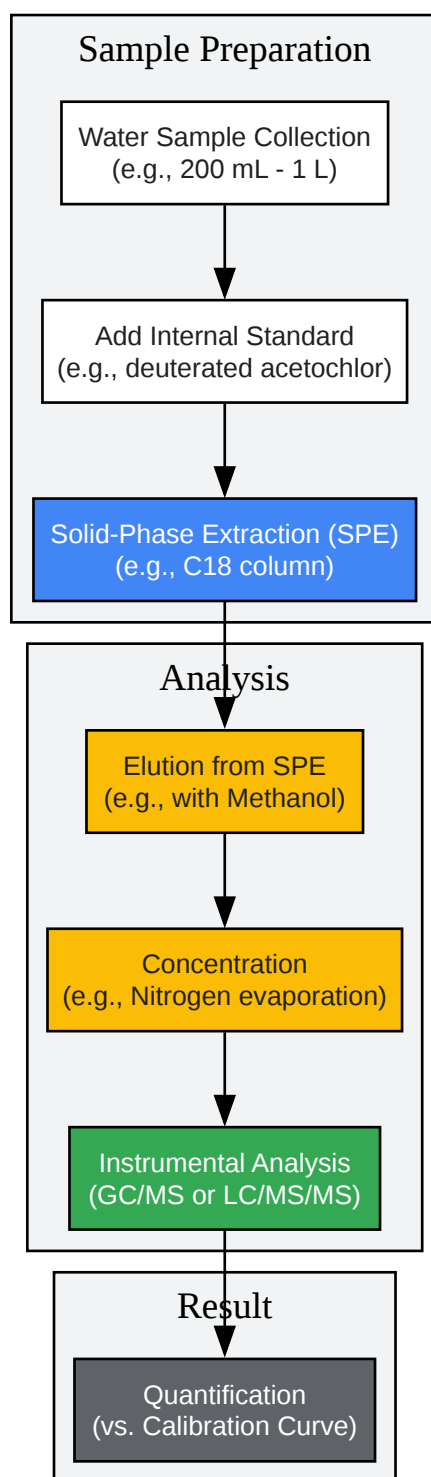 Sample Preparation
Water Sample Collection
(e.g., 200 mL - 1 L)
Add Internal Standard
(e.g., deuterated acetochlor)
Solid-Phase Extraction (SPE)
(e.g., C18 column)
Analysis
Elution from SPE
(e.g., with Methanol)
Concentration
(e.g., Nitrogen evaporation)
Instrumental Analysis
(GC/MS or LC/MS/MS)
Result
Quantification
(vs. Calibration Curve)